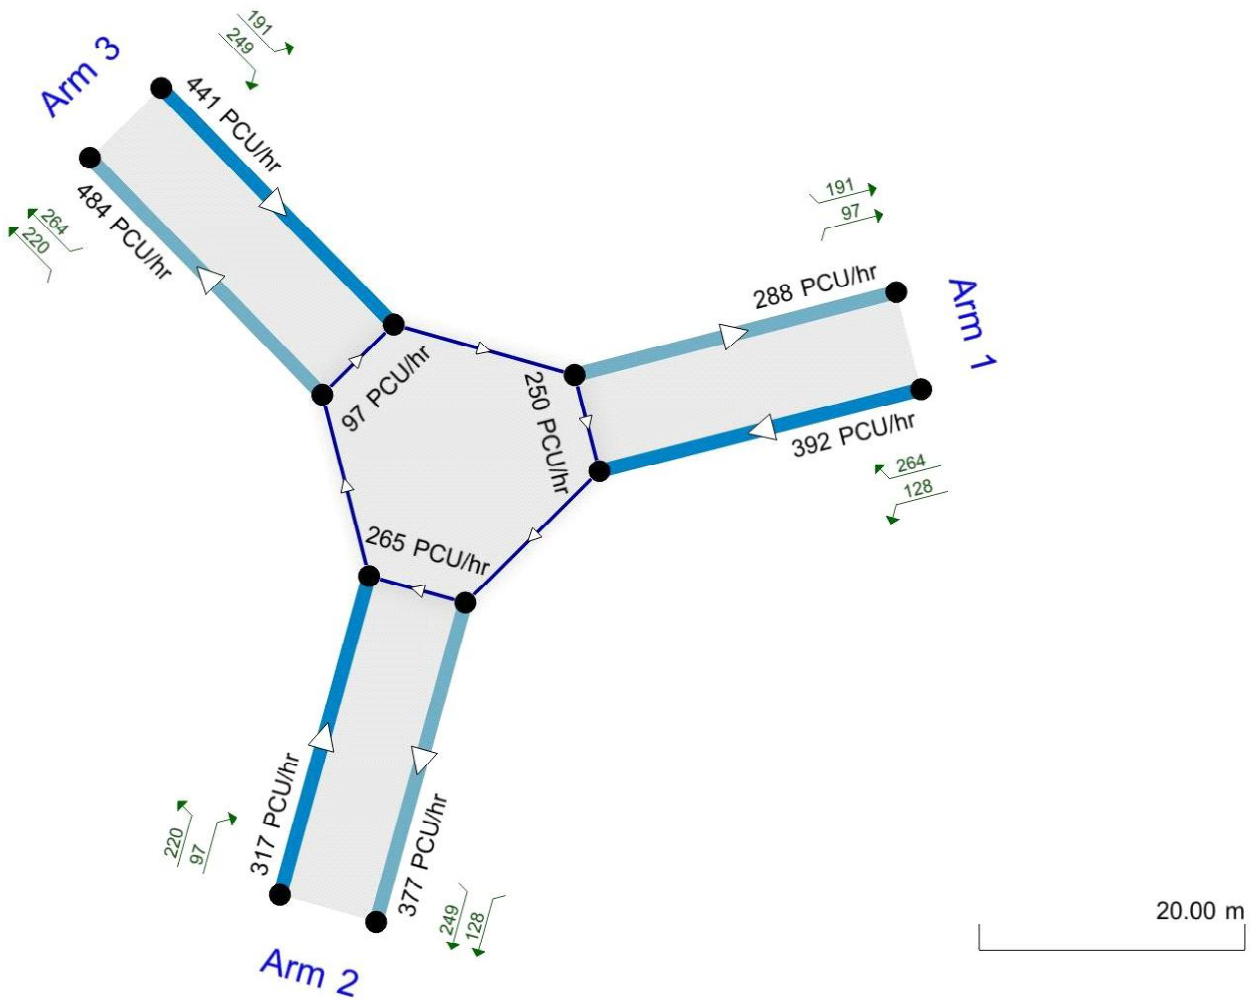 Arm 3
191
249
441 PCU/hr
484 PCU/hr
264
220
191
97
288 PCU/hr
Arm 1
97 PCU/hr
250 PCU/hr
392 PCU/hr
264
128
265 PCU/hr
317 PCU/hr
220
97
377 PCU/hr
249
128
Arm 2
20.00 m